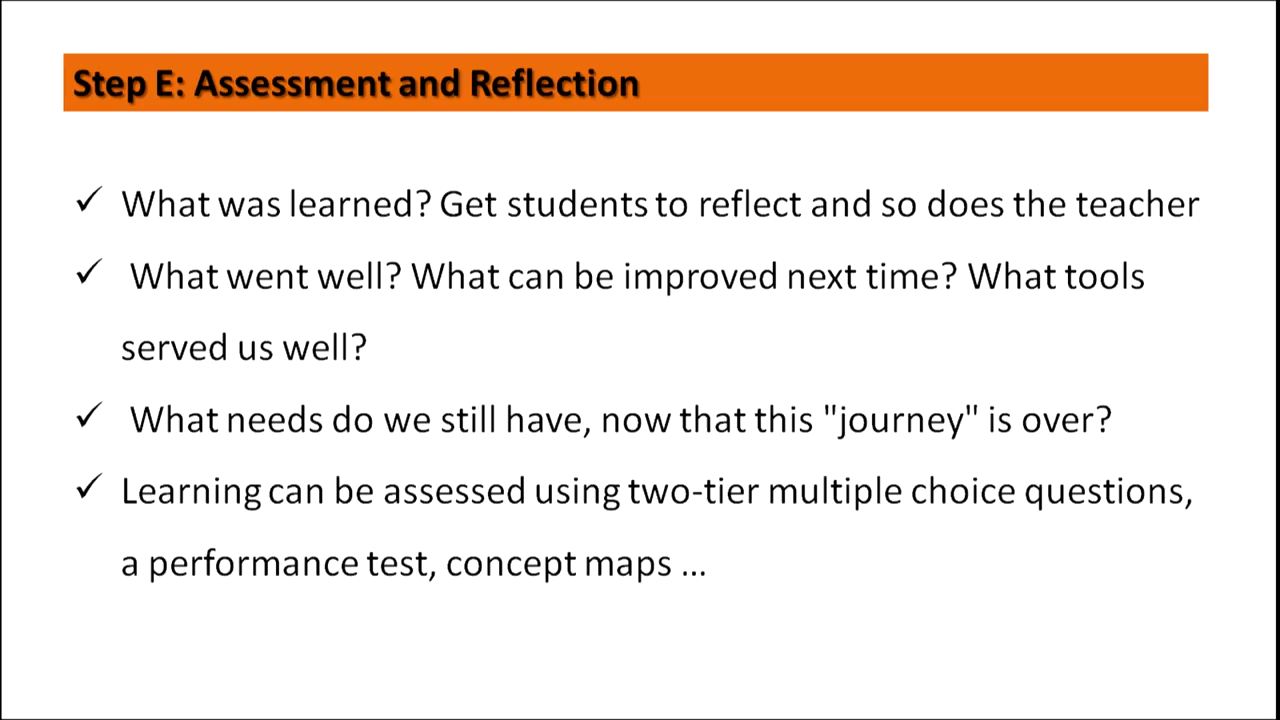 Step E: Assessment and Reflection
✓ What was learned? Get students to reflect and so does the teacher
✓ What went well? What can be improved next time? What tools
served us well?
✓ What needs do we still have, now that this "journey" is over?
✓ Learning can be assessed using two-tier multiple choice questions,
a performance test, concept maps ...